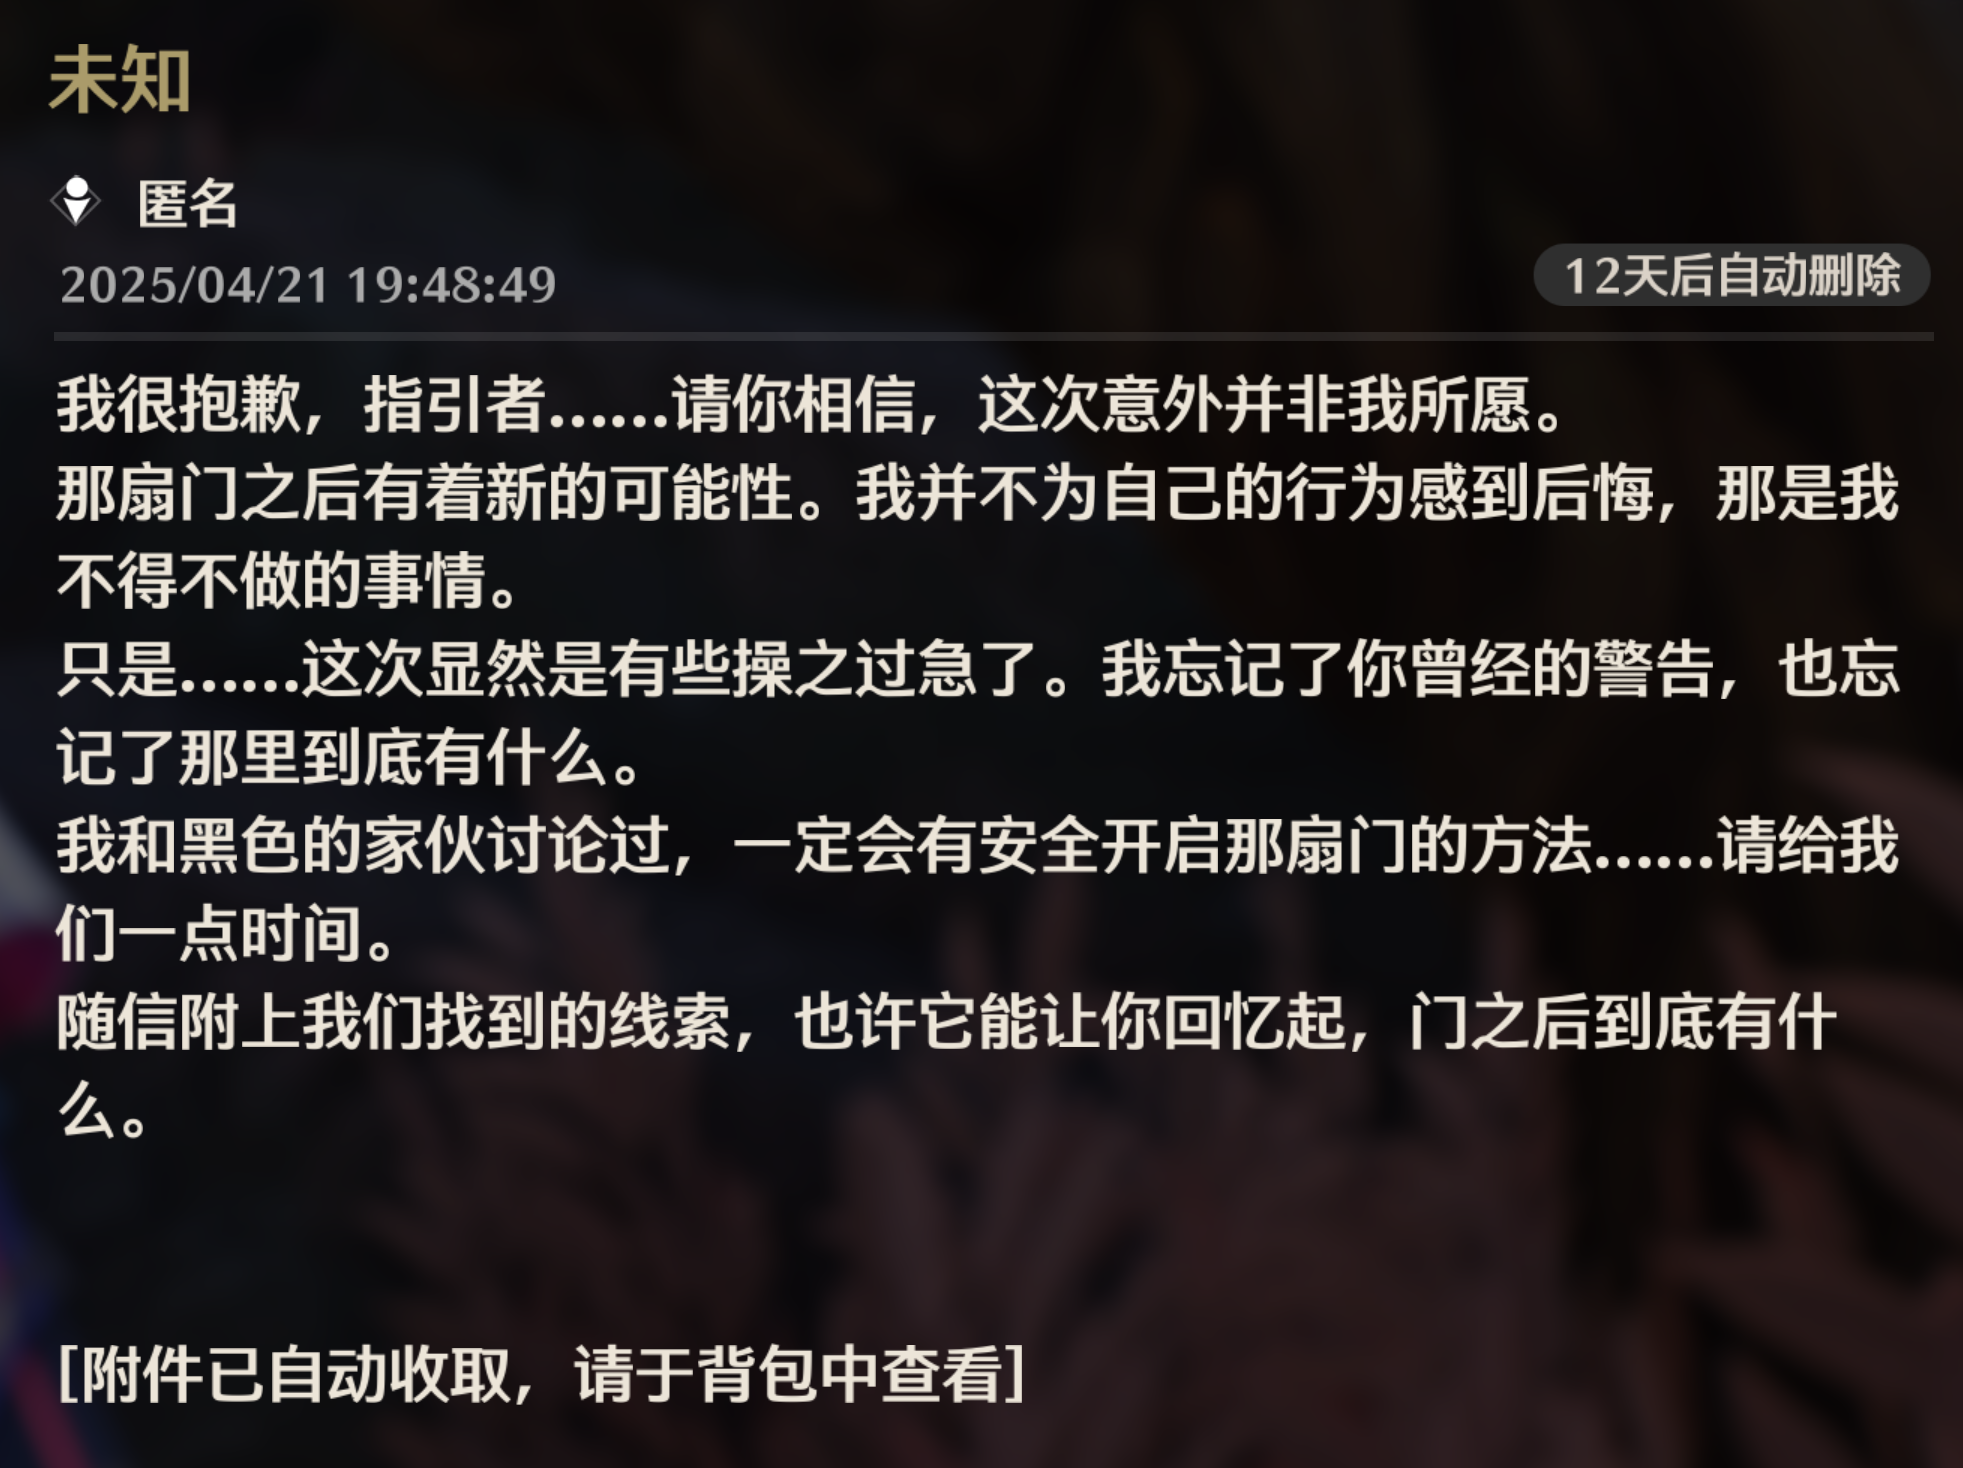 未知
匿名
2025/04/21 19:48:49
12天后自动删除
我很抱歉，指引者……请你相信，这次意外并非我所愿。
那扇门之后有着新的可能性。我并不为自己的行为感到后悔，那是我
不得不做的事情。
只是……这次显然是有些操之过急了。我忘记了你曾经的警告，也忘
记了那里到底有什么。
我和黑色的家伙讨论过，一定会有安全开启那扇门的方法……请给我
们一点时间。
随信附上我们找到的线索，也许它能让你回忆起，门之后到底有什
么。
[附件已自动收取，请于背包中查看]